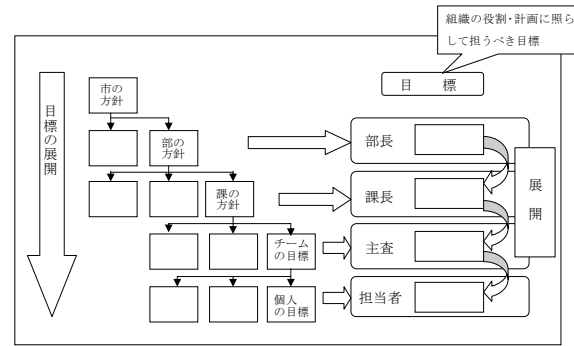 組織の役割・計画に照ら
して担うべき目標
目　標
目標の展開
市の
方針
部の
方針
部長
課の
方針
課長
展
開
チーム
の目標
主査
個人
の目標
担当者